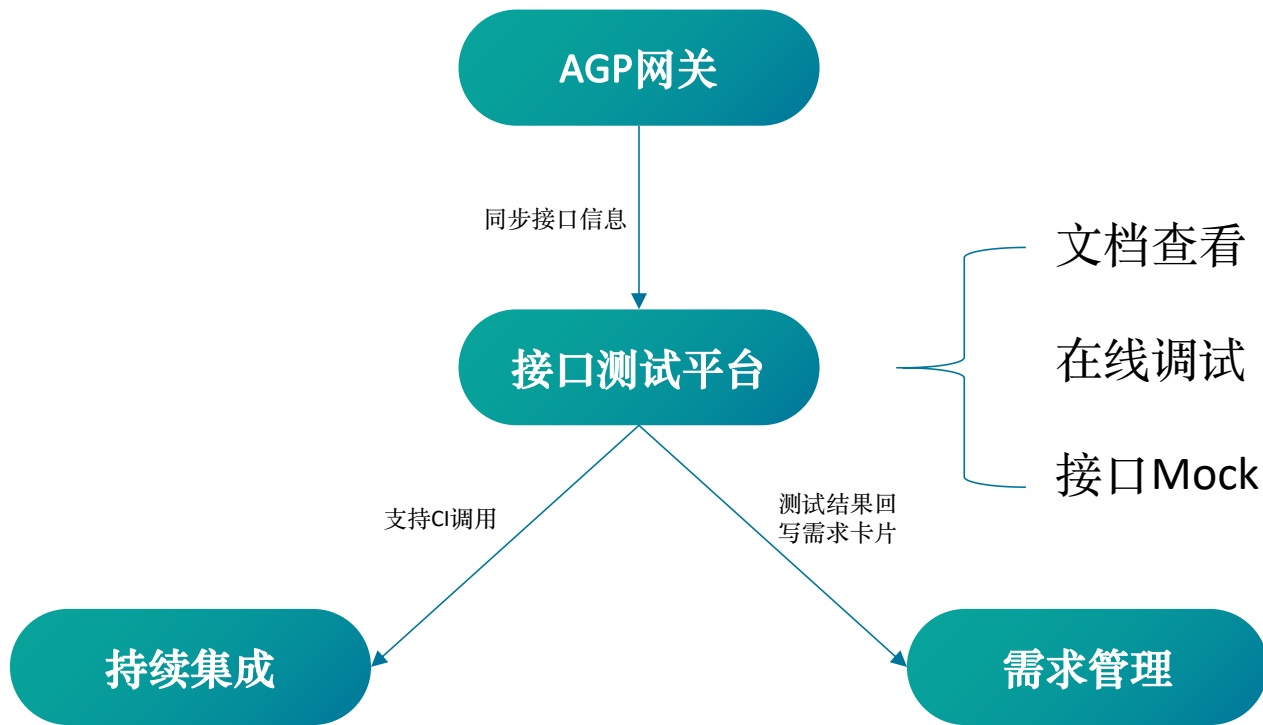 AGP网关
同步接口信息
接口测试平台
文档查看
在线调试
接口Mock
支持CI调用
测试结果回
写需求卡片
持续集成
需求管理